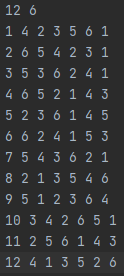 12 6
1 4 2 3 5 6 1
2 6 5 4 2 3 1
3 5 3 6 2 4 1
4 6 5 2 1 4 3
5 2 3 6 1 4 5
6 6 2 4 1 5 3
7 5 4 3 6 2 1
8 2 1 3 5 4 6
9 5 1 2 3 6 4
10 3 4 2 6 5 1
11 2 5 6 1 4 3
12 4 1 3 5 2 6